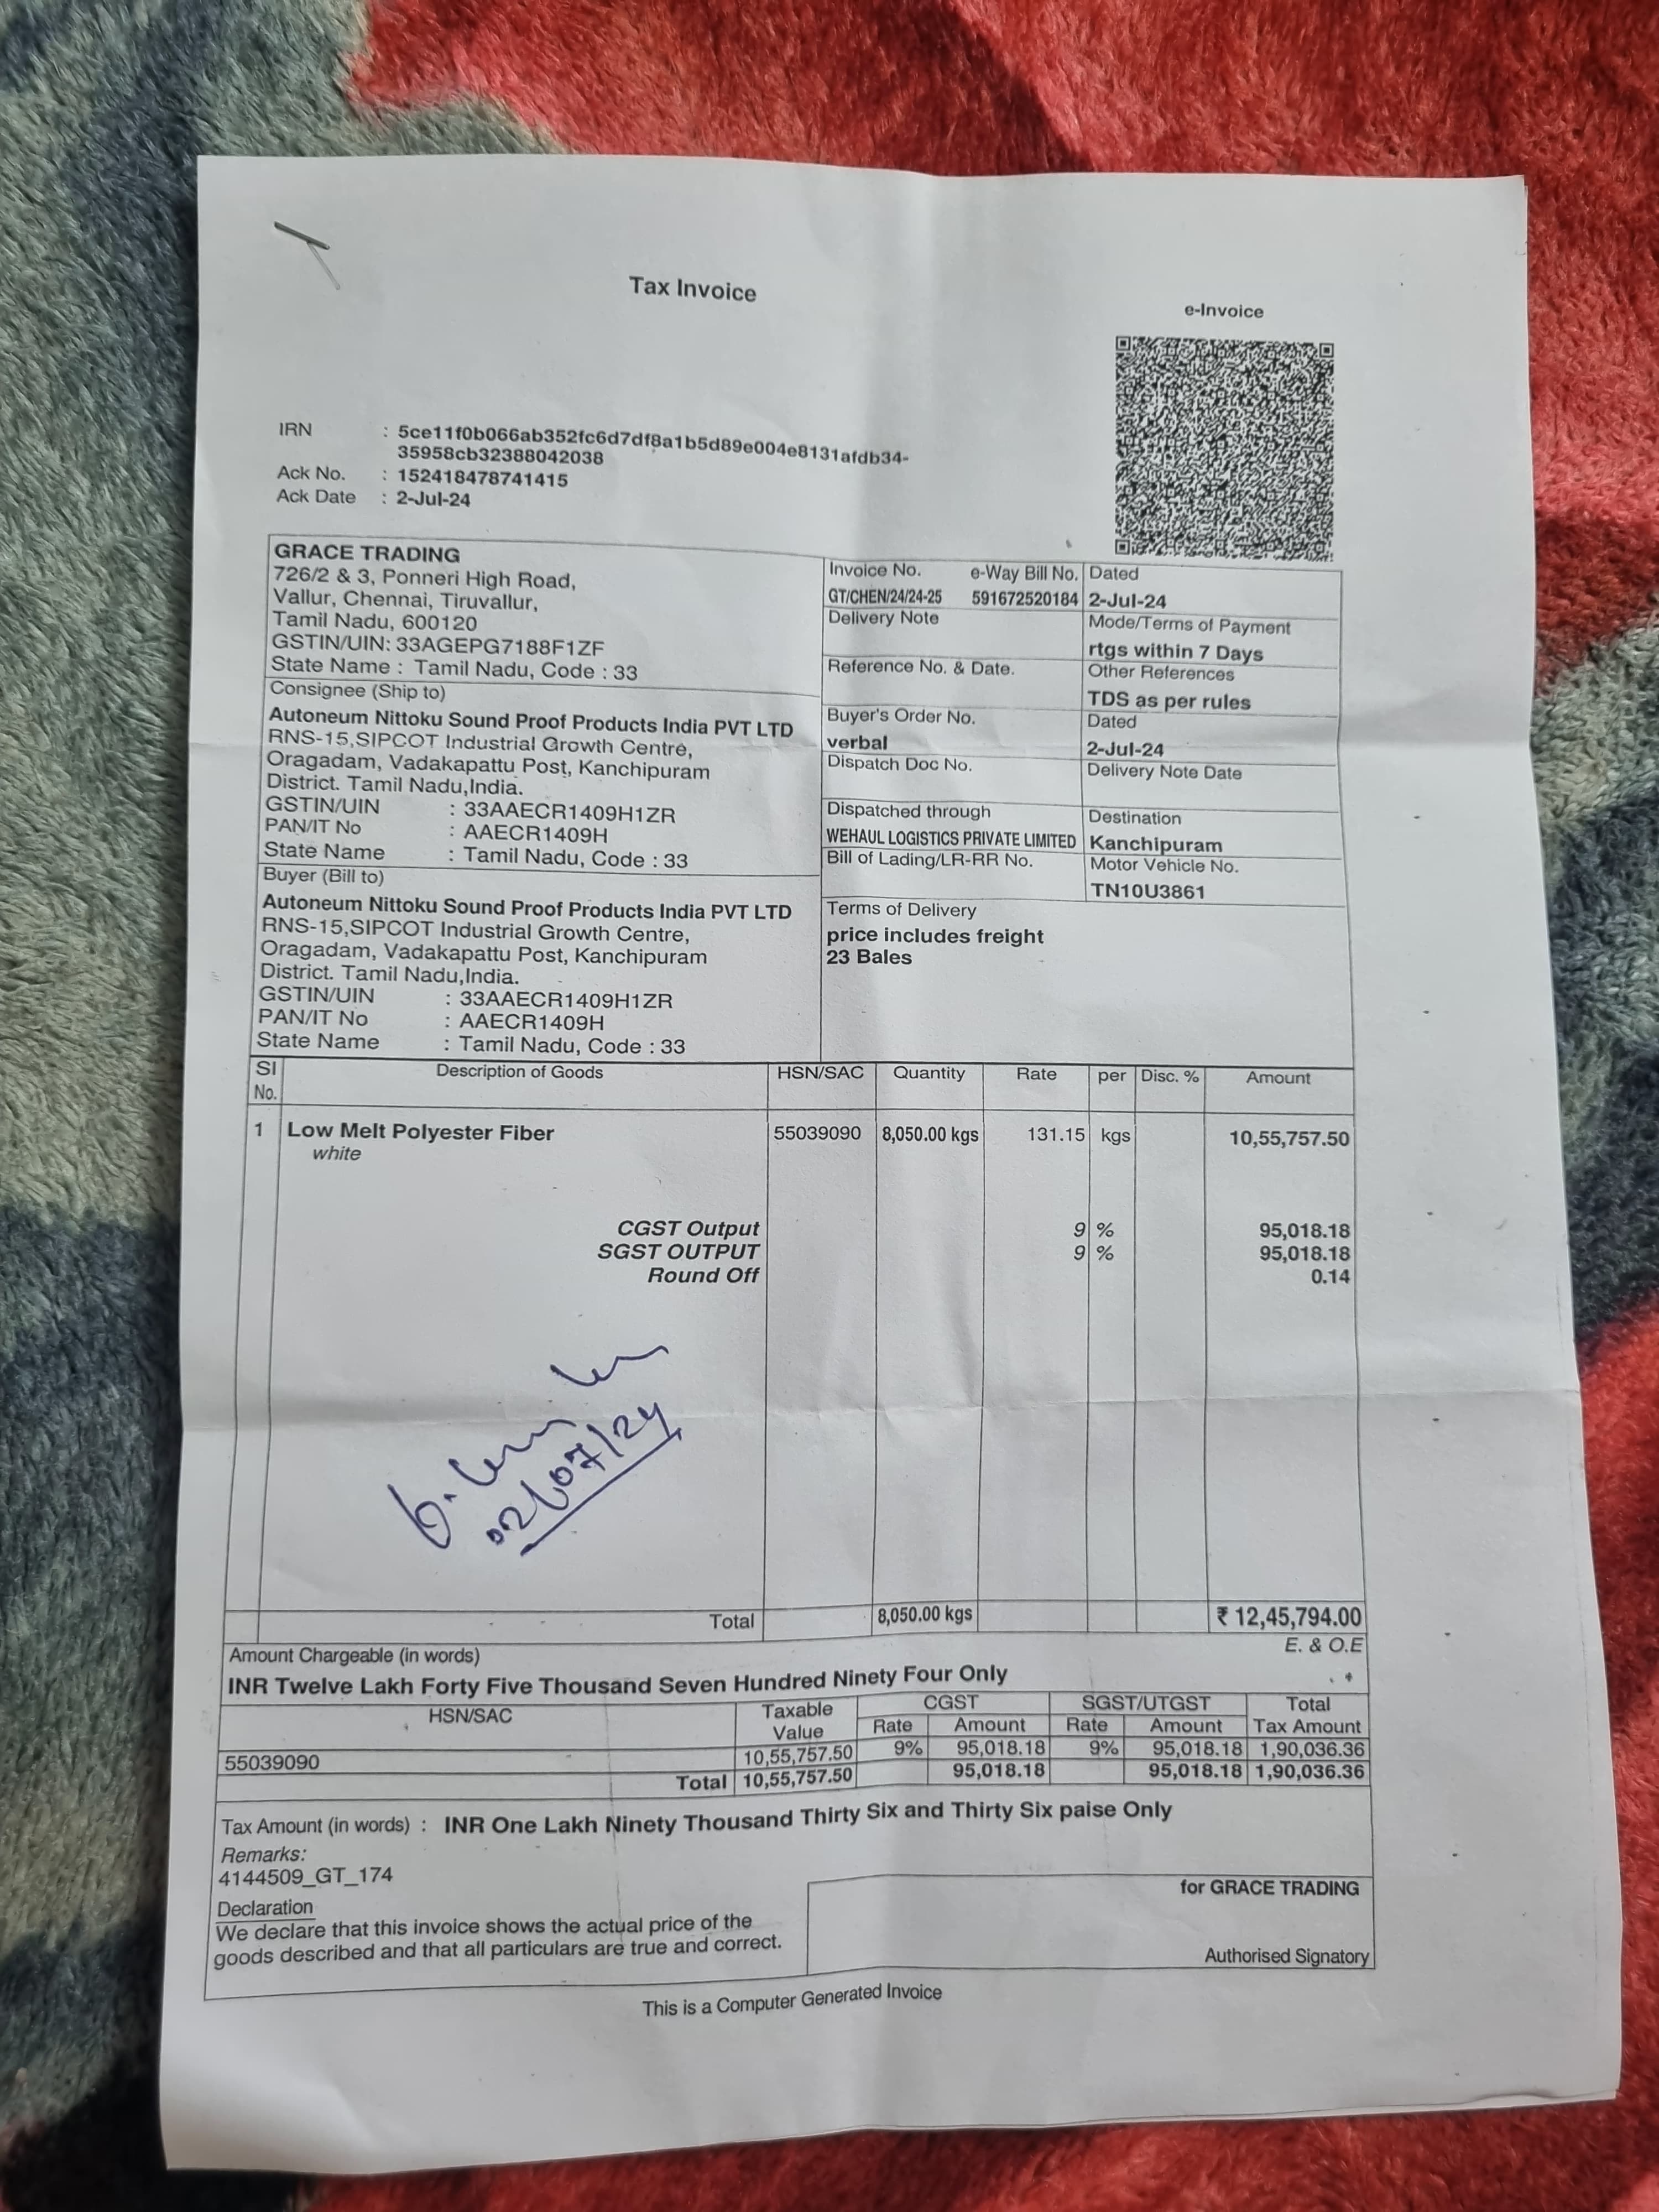 Tax Invoice
e-Invoice
IRN : 5ce11f0b066ab352fc6d7df8a1b5d89e004e8131afdb34-
35958cb32388042038
Ack No. : 152418478741415
Ack Date : 2-Jul-24
GRACE TRADING
726/2 & 3, Ponneri High Road,
Vallur, Chennai, Tiruvallur,
Tamil Nadu, 600120
GSTIN/UIN: 33AGEPG7188F1ZF
State Name : Tamil Nadu, Code : 33
Consignee (Ship to)
Autoneum Nittoku Sound Proof Products India PVT LTD
RNS-15,SIPCOT Industrial Growth Centre,
Oragadam, Vadakapattu Post, Kanchipuram
District. Tamil Nadu,India.
GSTIN/UIN : 33AAECR1409H1ZR
PAN/IT No : AAECR1409H
State Name : Tamil Nadu, Code : 33
Buyer (Bill to)
Autoneum Nittoku Sound Proof Products India PVT LTD
RNS-15,SIPCOT Industrial Growth Centre,
Oragadam, Vadakapattu Post, Kanchipuram
District. Tamil Nadu,India.
GSTIN/UIN : 33AAECR1409H1ZR
PAN/IT No : AAECR1409H
State Name : Tamil Nadu, Code : 33
Invoice No. e-Way Bill No. Dated
GT/CHEN/24/24-25 591672520184 2-Jul-24
Delivery Note Mode/Terms of Payment
rtgs within 7 Days
Reference No. & Date. Other References
TDS as per rules
Buyer's Order No. Dated
verbal 2-Jul-24
Dispatch Doc No. Delivery Note Date
Dispatched through Destination
WEHAUL LOGISTICS PRIVATE LIMITED Kanchipuram
Bill of Lading/LR-RR No. Motor Vehicle No.
TN10U3861
Terms of Delivery
price includes freight
23 Bales
SI No. Description of Goods HSN/SAC Quantity Rate per Disc. % Amount
1 Low Melt Polyester Fiber 55039090 8,050.00 kgs 131.15 kgs 10,55,757.50
white
CGST Output 9 % 95,018.18
SGST OUTPUT 9 % 95,018.18
Round Off 0.14
02/07/24
Total 8,050.00 kgs ₹ 12,45,794.00
Amount Chargeable (in words) E. & O.E
INR Twelve Lakh Forty Five Thousand Seven Hundred Ninety Four Only
HSN/SAC Taxable Value CGST SGST/UTGST Total Tax Amount
Rate Amount Rate Amount
55039090 10,55,757.50 9% 95,018.18 9% 95,018.18 1,90,036.36
Total 10,55,757.50 95,018.18 95,018.18 1,90,036.36
Tax Amount (in words) : INR One Lakh Ninety Thousand Thirty Six and Thirty Six paise Only
Remarks:
4144509_GT_174
Declaration
We declare that this invoice shows the actual price of the
goods described and that all particulars are true and correct.
for GRACE TRADING
Authorised Signatory
This is a Computer Generated Invoice